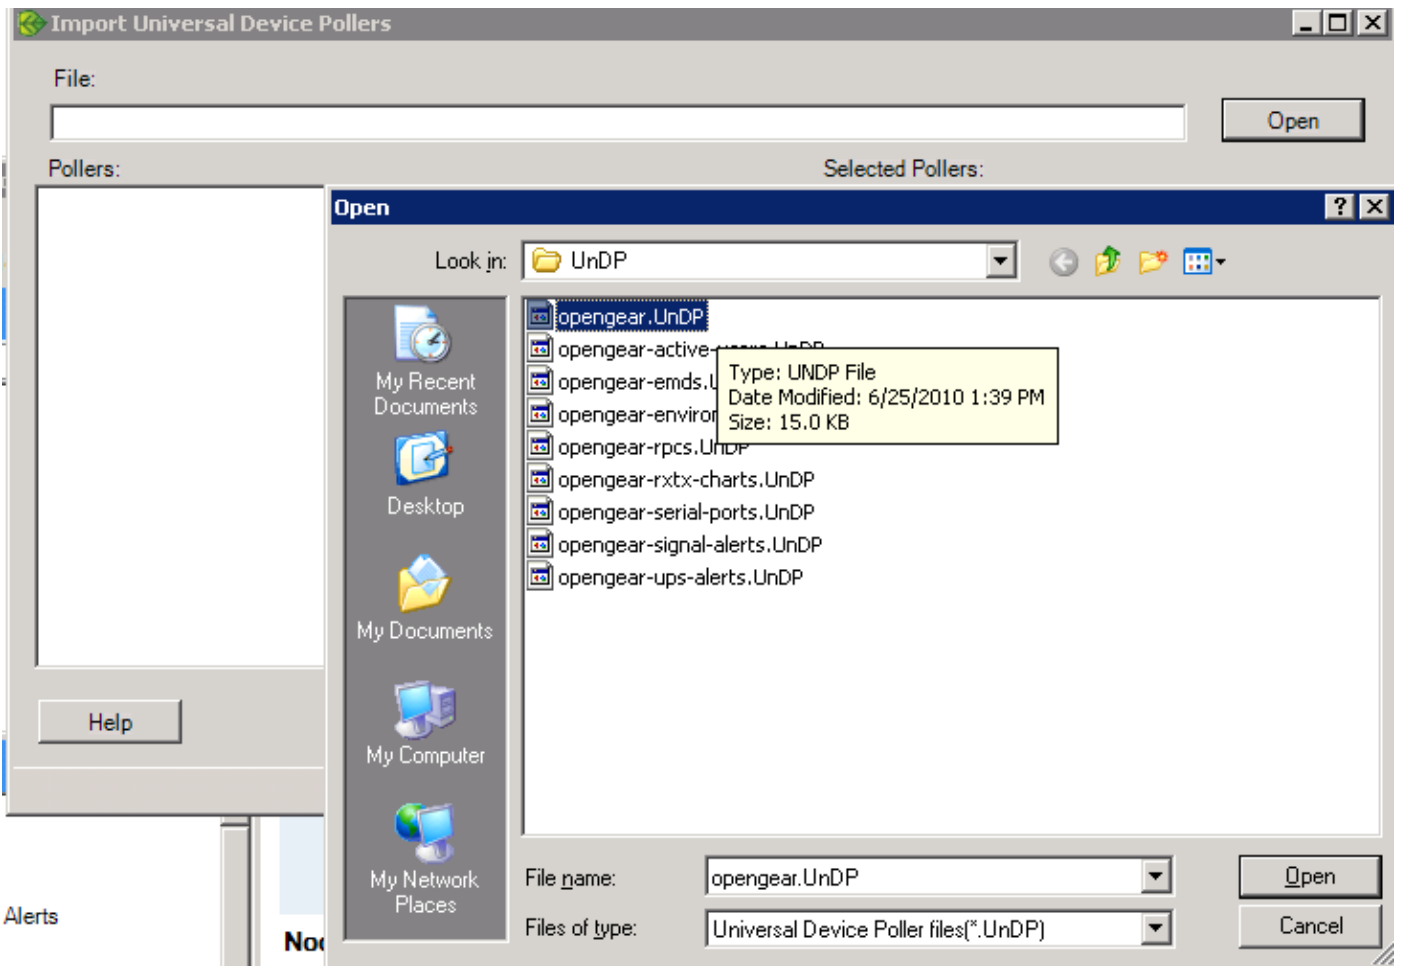 Import Universal Device Pollers
File:
Open
Pollers:
Selected Pollers:
Open
Look in:
UnDP
opengear.UnDP
opengear-active-users.UnDP
opengear-emds.U
opengear-environ
opengear-rpcs.UnDP
opengear-rxtx-charts.UnDP
opengear-serial-ports.UnDP
opengear-signal-alerts.UnDP
opengear-ups-alerts.UnDP
Type: UNDP File
Date Modified: 6/25/2010 1:39 PM
Size: 15.0 KB
My Recent
Documents
Desktop
My Documents
My Computer
My Network
Places
Help
File name:
opengear.UnDP
Open
Files of type:
Universal Device Poller files(*.UnDP)
Cancel
Alerts